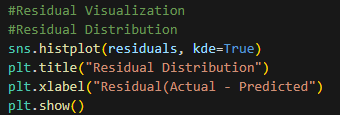 #Residual Visualization
#Residual Distribution
sns.histplot(residuals, kde=True)
plt.title("Residual Distribution")
plt.xlabel("Residual(Actual - Predicted")
plt.show()